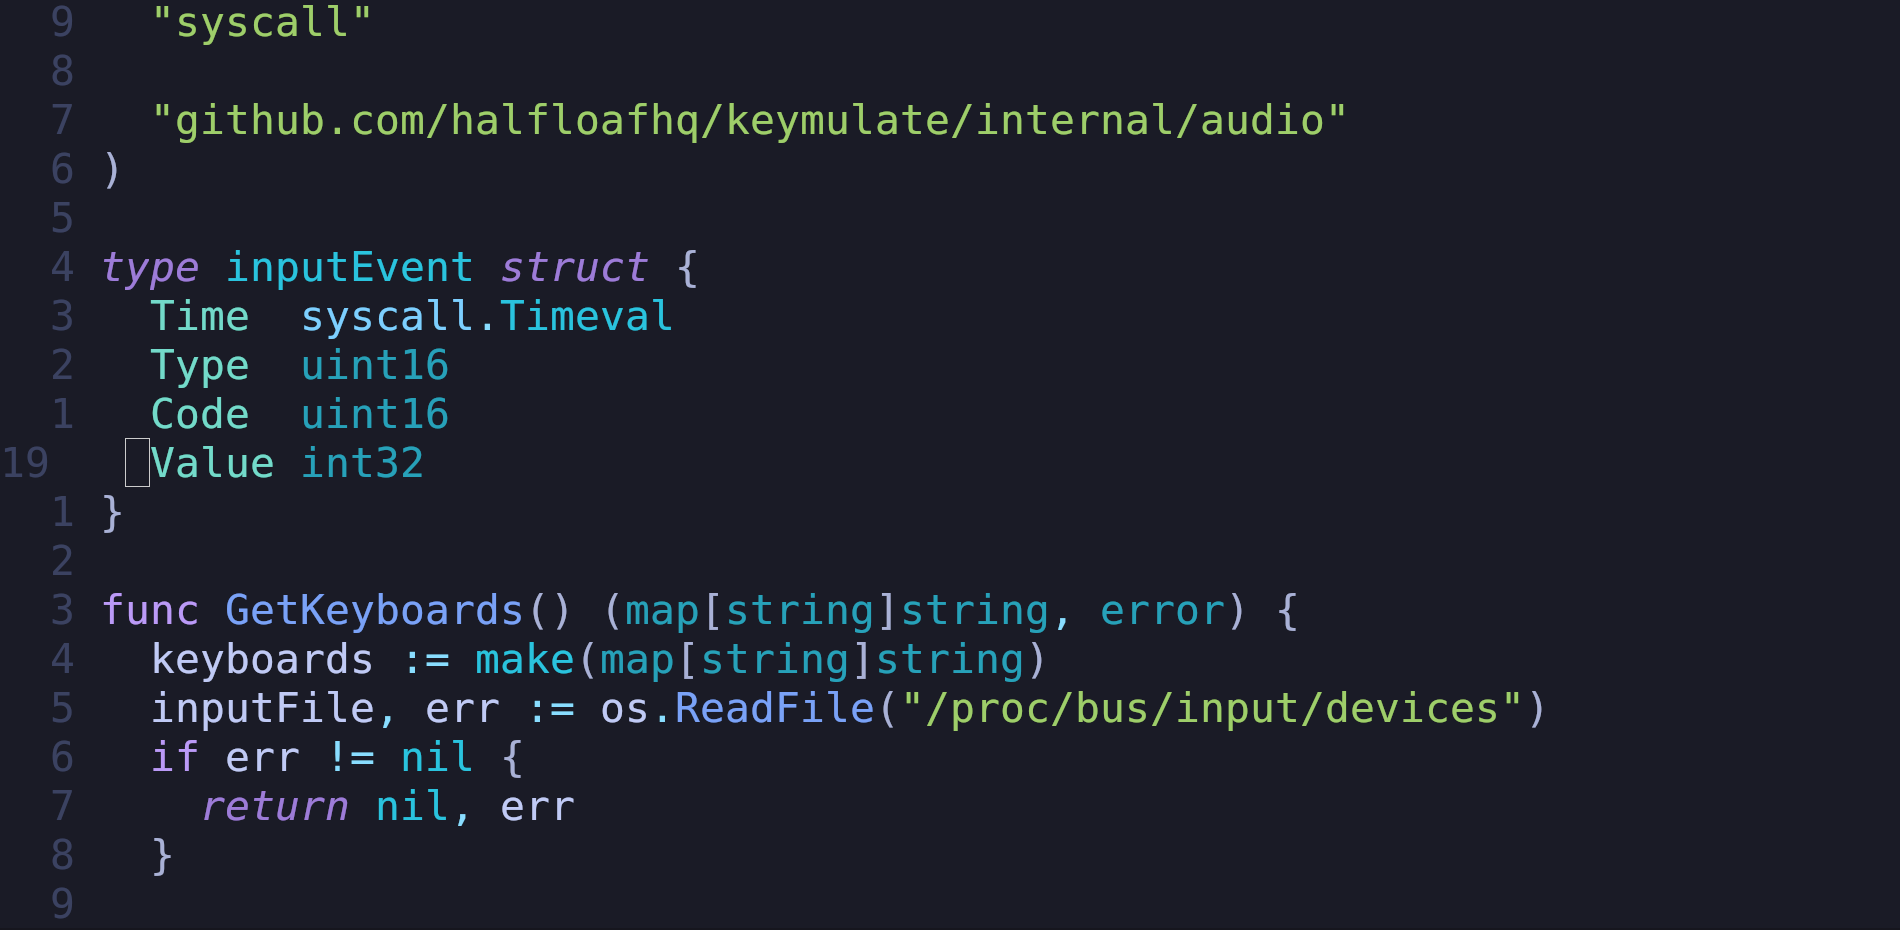 9   "syscall"
8
7   "github.com/halfloafhq/keymulate/internal/audio"
6 )
5
4 type inputEvent struct {
3   Time  syscall.Timeval
2   Type  uint16
1   Code  uint16
19   Value int32
1 }
2
3 func GetKeyboards() (map[string]string, error) {
4   keyboards := make(map[string]string)
5   inputFile, err := os.ReadFile("/proc/bus/input/devices")
6   if err != nil {
7     return nil, err
8   }
9